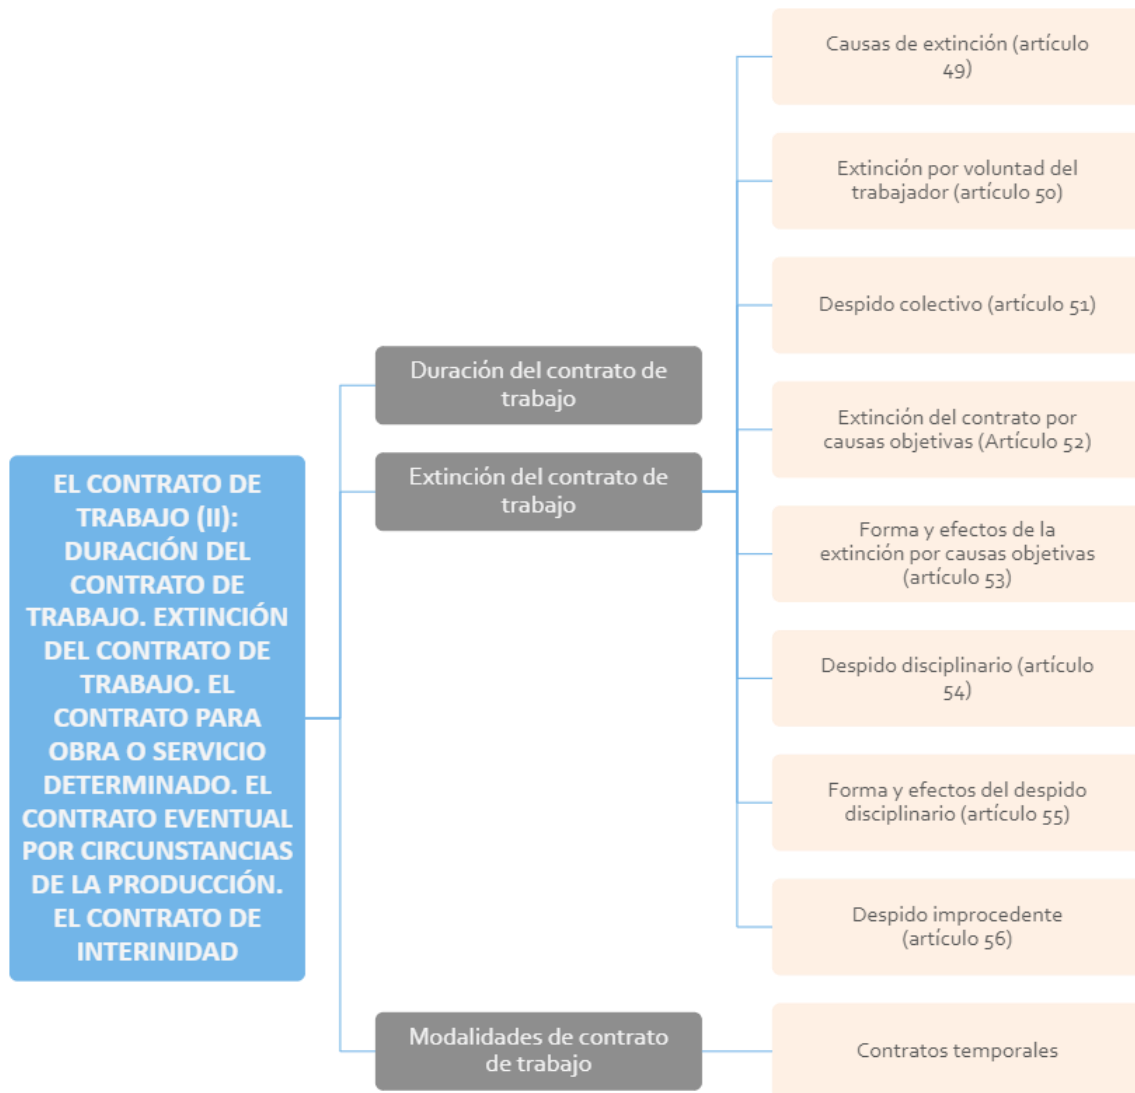 EL CONTRATO DE
TRABAJO (II):
DURACIÓN DEL
CONTRATO DE
TRABAJO. EXTINCIÓN
DEL CONTRATO DE
TRABAJO. EL
CONTRATO PARA
OBRA O SERVICIO
DETERMINADO. EL
CONTRATO EVENTUAL
POR CIRCUNSTANCIAS
DE LA PRODUCCIÓN.
EL CONTRATO DE
INTERINIDAD
Duración del contrato de
trabajo
Extinción del contrato de
trabajo
Causas de extinción (artículo
49)
Extinción por voluntad del
trabajador (artículo 50)
Despido colectivo (artículo 51)
Extinción del contrato por
causas objetivas (Artículo 52)
Forma y efectos de la
extinción por causas objetivas
(artículo 53)
Despido disciplinario (artículo
54)
Forma y efectos del despido
disciplinario (artículo 55)
Despido improcedente
(artículo 56)
Modalidades de contrato
de trabajo
Contratos temporales